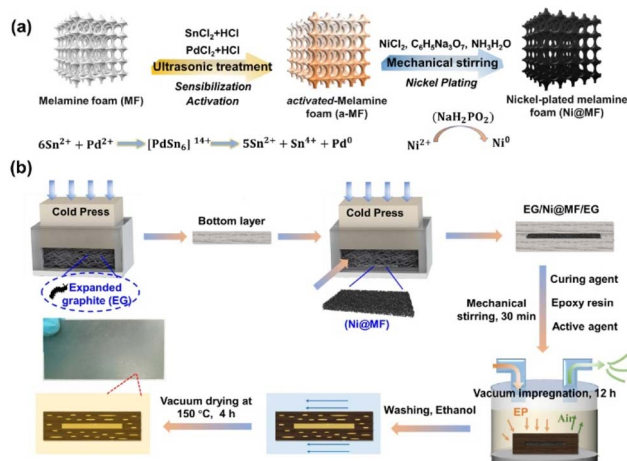 (a)
SnCl2+HCl
PdCl2+HCl
Ultrasonic treatment
Sensibilization
Activation
NiCl2, C6H5Na3O7, NH3H2O
Mechanical stirring
Nickel Plating
Melamine foam (MF)
activated-Melamine
foam (a-MF)
Nickel-plated melamine
foam (Ni@MF)
6Sn2+ + Pd2+ [PdSn6] 14+ 5Sn2+ + Sn4+ + Pd0
(NaH2PO2)
Ni2+ Ni0
(b)
Cold Press
Bottom layer
Cold Press
EG/Ni@MF/EG
Expanded
graphite (EG)
(Ni@MF)
Mechanical
stirring, 30 min
Curing agent
Epoxy resin
Active agent
Vacuum impregnation, 12 h
EP
Air
Washing, Ethanol
Vacuum drying at
150 °C, 4 h